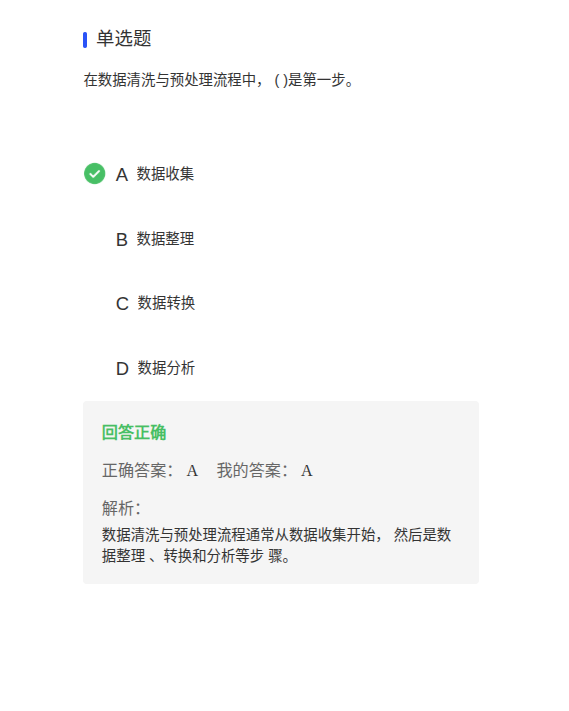 单选题
在数据清洗与预处理流程中， ( )是第一步。
A 数据收集
B 数据整理
C 数据转换
D 数据分析
回答正确
正确答案： A 我的答案： A
解析：
数据清洗与预处理流程通常从数据收集开始， 然后是数
据整理 、转换和分析等步 骤。